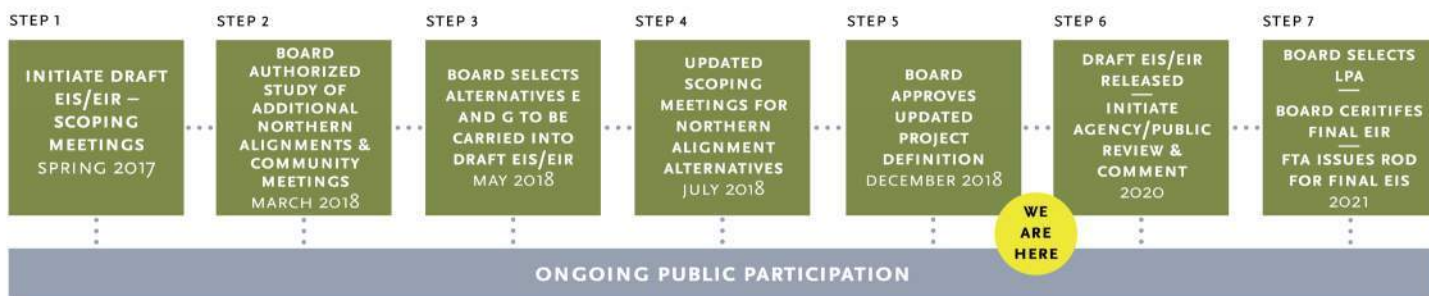 STEP 1
INITIATE DRAFT
EIS/EIR –
SCOPING
MEETINGS
SPRING 2017
STEP 2
BOARD
AUTHORIZED
STUDY OF
ADDITIONAL
NORTHERN
ALIGNMENTS &
COMMUNITY
MEETINGS
MARCH 2018
STEP 3
BOARD SELECTS
ALTERNATIVES E
AND G TO BE
CARRIED INTO
DRAFT EIS/EIR
MAY 2018
STEP 4
UPDATED
SCOPING
MEETINGS FOR
NORTHERN
ALIGNMENT
ALTERNATIVES
JULY 2018
STEP 5
BOARD
APPROVES
UPDATED
PROJECT
DEFINITION
DECEMBER 2018
STEP 6
DRAFT EIS/EIR
RELEASED
INITIATE
AGENCY/PUBLIC
REVIEW &
COMMENT
2020
STEP 7
BOARD SELECTS
LPA
BOARD CERITIFES
FINAL EIR
FTA ISSUES ROD
FOR FINAL EIS
2021
WE
ARE
HERE
ONGOING PUBLIC PARTICIPATION